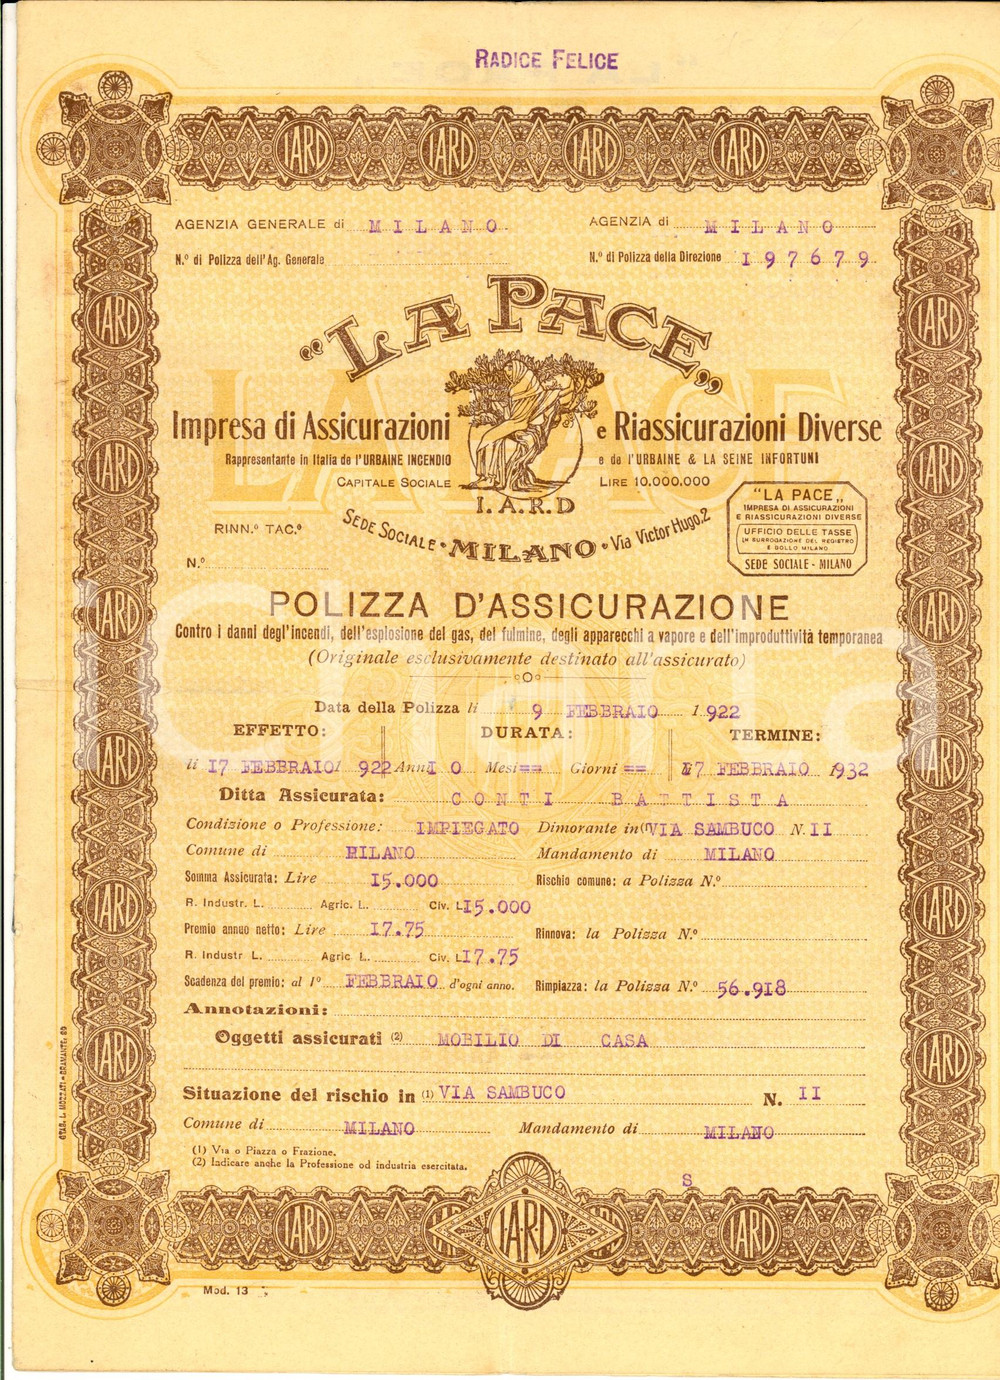 RADICE FELICE
IARD IARD IARD IARD
AGENZIA GENERALE di MILANO AGENZIA di MILANO
N.º di Polizza dell'Ag. Generale N.º di Polizza della Direzione 197679
"LA PACE"
Impresa di Assicurazioni e Riassicurazioni Diverse
Rappresentante in Italia de l'URBAINE INCENDIO e de l'URBAINE & LA SEINE INFORTUNI
CAPITALE SOCIALE LIRE 10.000.000
I.A.R.D
SEDE SOCIALE • MILANO • Via Victor Hugo, 2
RINN.º TAC.º
N.º
"LA PACE"
IMPRESA DI ASSICURAZIONI
E RIASSICURAZIONI DIVERSE
UFFICIO DELLE TASSE
IN SURROGAZIONE DEL REGISTRO
E BOLLO MILANO
SEDE SOCIALE - MILANO
POLIZZA D'ASSICURAZIONE
Contro i danni degl'incendi, dell'esplosione del gas, del fulmine, degli apparecchi a vapore e dell'improduttività temporanea
(Originale esclusivamente destinato all'assicurato)
Data della Polizza li 9 FEBBRAIO 1922
EFFETTO: DURATA: TERMINE:
li 17 FEBBRAIO 1922 Anni I0 Mesi == Giorni == 17 FEBBRAIO 1932
Ditta Assicurata: CONTI BATTISTA
Condizione o Professione: IMPIEGATO Dimorante in (1) VIA SAMBUCO N. II
Comune di MILANO Mandamento di MILANO
Somma Assicurata: Lire 15.000 Rischio comune: a Polizza N.º
R. Industr. L. Agric. L. Civ. L. 15.000
Premio annuo netto: Lire 17.75 Rinnova: la Polizza N.º
R. Industr L. Agric L. Civ. L. 17.75
Scadenza del premio: al 1º FEBBRAIO d'ogni anno. Rimpiazza: la Polizza N.º 56.918
Annotazioni:
Oggetti assicurati (2) MOBILIO DI CASA
Situazione del rischio in (1) VIA SAMBUCO N. II
Comune di MILANO Mandamento di MILANO
(1) Via o Piazza o Frazione.
(2) Indicare anche la Professione od industria esercitata.
S
IARD IARD IARD
Mod. 13